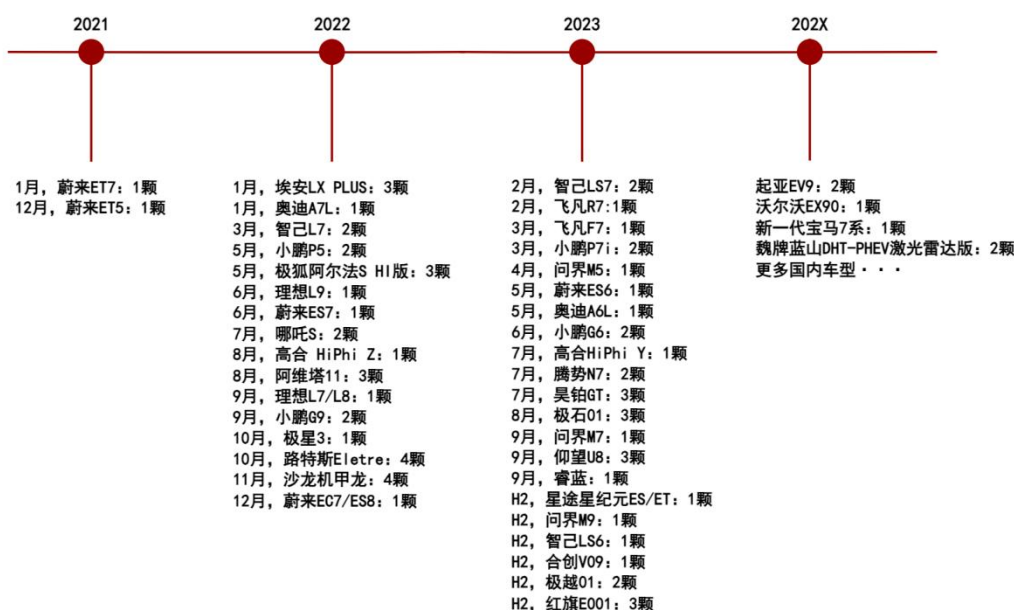 2021
2022
2023
202X
1月，蔚来ET7：1颗
12月，蔚来ET5：1颗
1月，埃安LX PLUS：3颗
1月，奥迪A7L：1颗
3月，智己L7：2颗
5月，小鹏P5：2颗
5月，极狐阿尔法S HI版：3颗
6月，理想L9：1颗
6月，蔚来ES7：1颗
7月，哪吒S：2颗
8月，高合 HiPhi Z：1颗
8月，阿维塔11：3颗
9月，理想L7/L8：1颗
9月，小鹏G9：2颗
10月，极星3：1颗
10月，路特斯Eletre：4颗
11月，沙龙机甲龙：4颗
12月，蔚来EC7/ES8：1颗
2月，智己LS7：2颗
2月，飞凡R7:1颗
3月，飞凡F7：1颗
3月，小鹏P7i：2颗
4月，问界M5：1颗
5月，蔚来ES6：1颗
5月，奥迪A6L：1颗
6月，小鹏G6：2颗
7月，高合HiPhi Y：1颗
7月，腾势N7：2颗
7月，昊铂GT：3颗
8月，极石01：3颗
9月，问界M7：1颗
9月，仰望U8：3颗
9月，睿蓝：1颗
H2，星途星纪元ES/ET：1颗
H2，问界M9：1颗
H2，智己LS6：1颗
H2，合创V09：1颗
H2，极越01：2颗
H2，红旗E001：3颗
起亚EV9：2颗
沃尔沃EX90：1颗
新一代宝马7系：1颗
魏牌蓝山DHT-PHEV激光雷达版：2颗
更多国内车型···